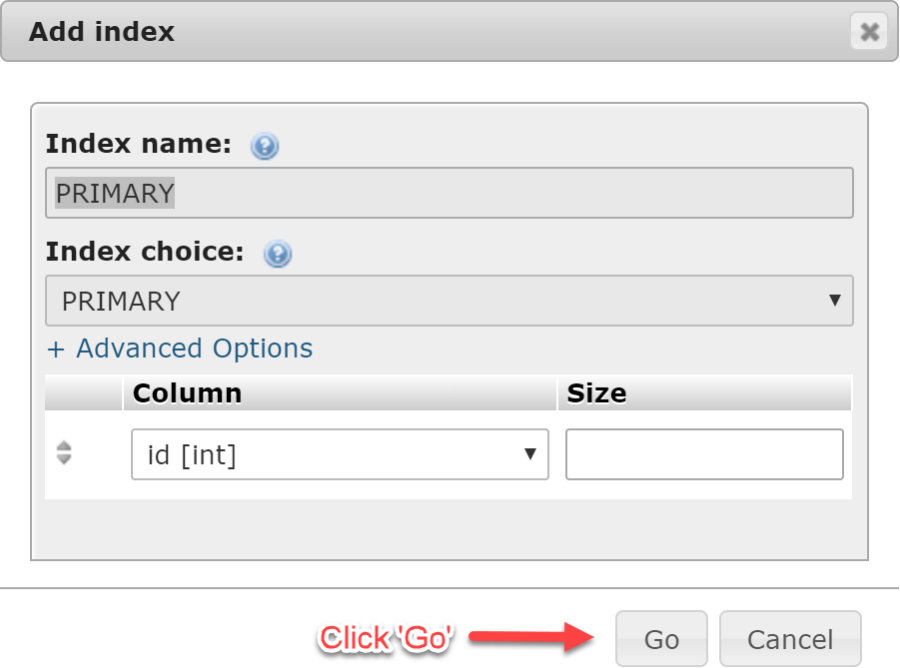 Add index
Index name:
PRIMARY
Index choice:
PRIMARY
+ Advanced Options
Column Size
id [int]
Click 'Go' Go Cancel